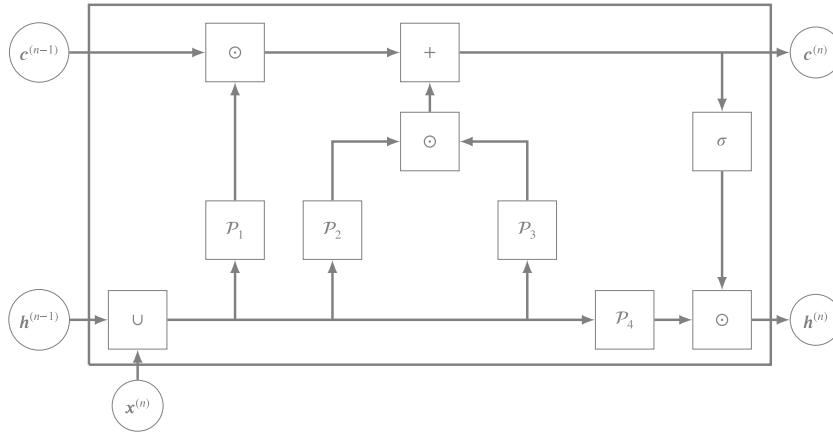 c⁽ⁿ⁻¹⁾ ⊙ + c⁽ⁿ⁾
⊙ σ
𝒫₁ 𝒫₂ 𝒫₃
h⁽ⁿ⁻¹⁾ ∪ 𝒫₄ ⊙ h⁽ⁿ⁾
x⁽ⁿ⁾